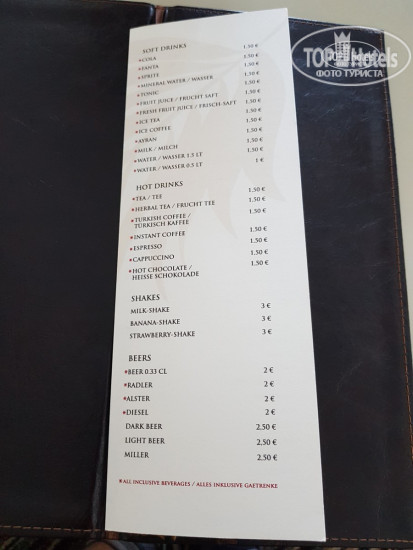 SOFT DRINKS 1,50 €
*COLA 1,50 €
*FANTA 1,50 €
*SPRITE 1,50 €
*MINERAL WATER / WASSER 1,50 €
*TONIC 1,50 €
*FRUIT JUICE / FRUCHT SAFT 1,50 €
*FRESH FRUIT JUICE / FRISCH-SAFT 1,50 €
*ICE TEA 1,50 €
*ICE COFFEE 1,50 €
*AYRAN 1,50 €
*MILK / MILCH 1,50 €
*WATER / WASSER 1.5 LT 1 €
*WATER / WASSER 0.5 LT
HOT DRINKS
*TEA / TEE 1,50 €
*HERBAL TEA / FRUCHT TEE 1,50 €
*TURKISH COFFEE / 1,50 €
TÜRKISCH KAFFEE
*INSTANT COFFEE 1,50 €
*ESPRESSO 1,50 €
*CAPPUCCINO 1,50 €
*HOT CHOCOLATE / 1,50 €
HEISSE SCHOKOLADE
SHAKES
MILK-SHAKE 3 €
BANANA-SHAKE 3 €
STRAWBERRY-SHAKE 3 €
BEERS
*BEER 0.33 CL 2 €
*RADLER 2 €
*ALSTER 2 €
*DIESEL 2 €
DARK BEER 2,50 €
LIGHT BEER 2,50 €
MILLER 2,50 €
*ALL INCLUSIVE BEVERAGES / ALLES INKLUSIVE GAETRENKE
TOPHotels
ФОТО ТУРИСТА